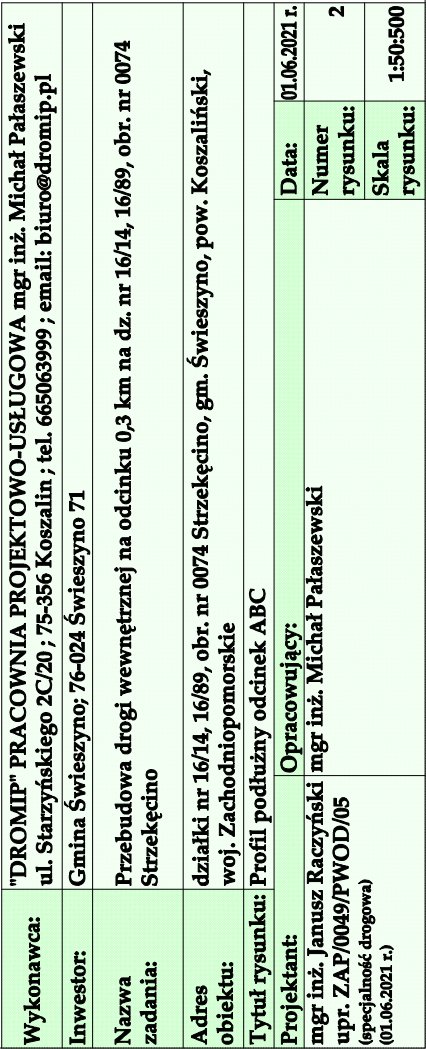 Wykonawca:
"DROMIP" PRACOWNIA PROJEKTOWO-USŁUGOWA mgr inż. Michał Pałaszewski
ul. Starzyńskiego 2C/20 ; 75-356 Koszalin ; tel. 665063999 ; email: biuro@dromip.pl
Inwestor:
Gmina Świeszyno; 76-024 Świeszyno 71
Nazwa
zadania:
Przebudowa drogi wewnętrznej na odcinku 0,3 km na dz. nr 16/14, 16/89, obr. nr 0074
Strzekęcino
Adres
obiektu:
działki nr 16/14, 16/89, obr. nr 0074 Strzekęcino, gm. Świeszyno, pow. Koszaliński,
woj. Zachodniopomorskie
Tytuł rysunku:
Profil podłużny odcinek ABC
Projektant:
Opracowujący:
Data:
01.06.2021 r.
mgr inż. Janusz Raczyński
upr. ZAP/0049/PWOD/05
(specjalność drogowa)
(01.06.2021 r.)
mgr inż. Michał Pałaszewski
Numer
rysunku:
2
Skala
rysunku:
1:50:500